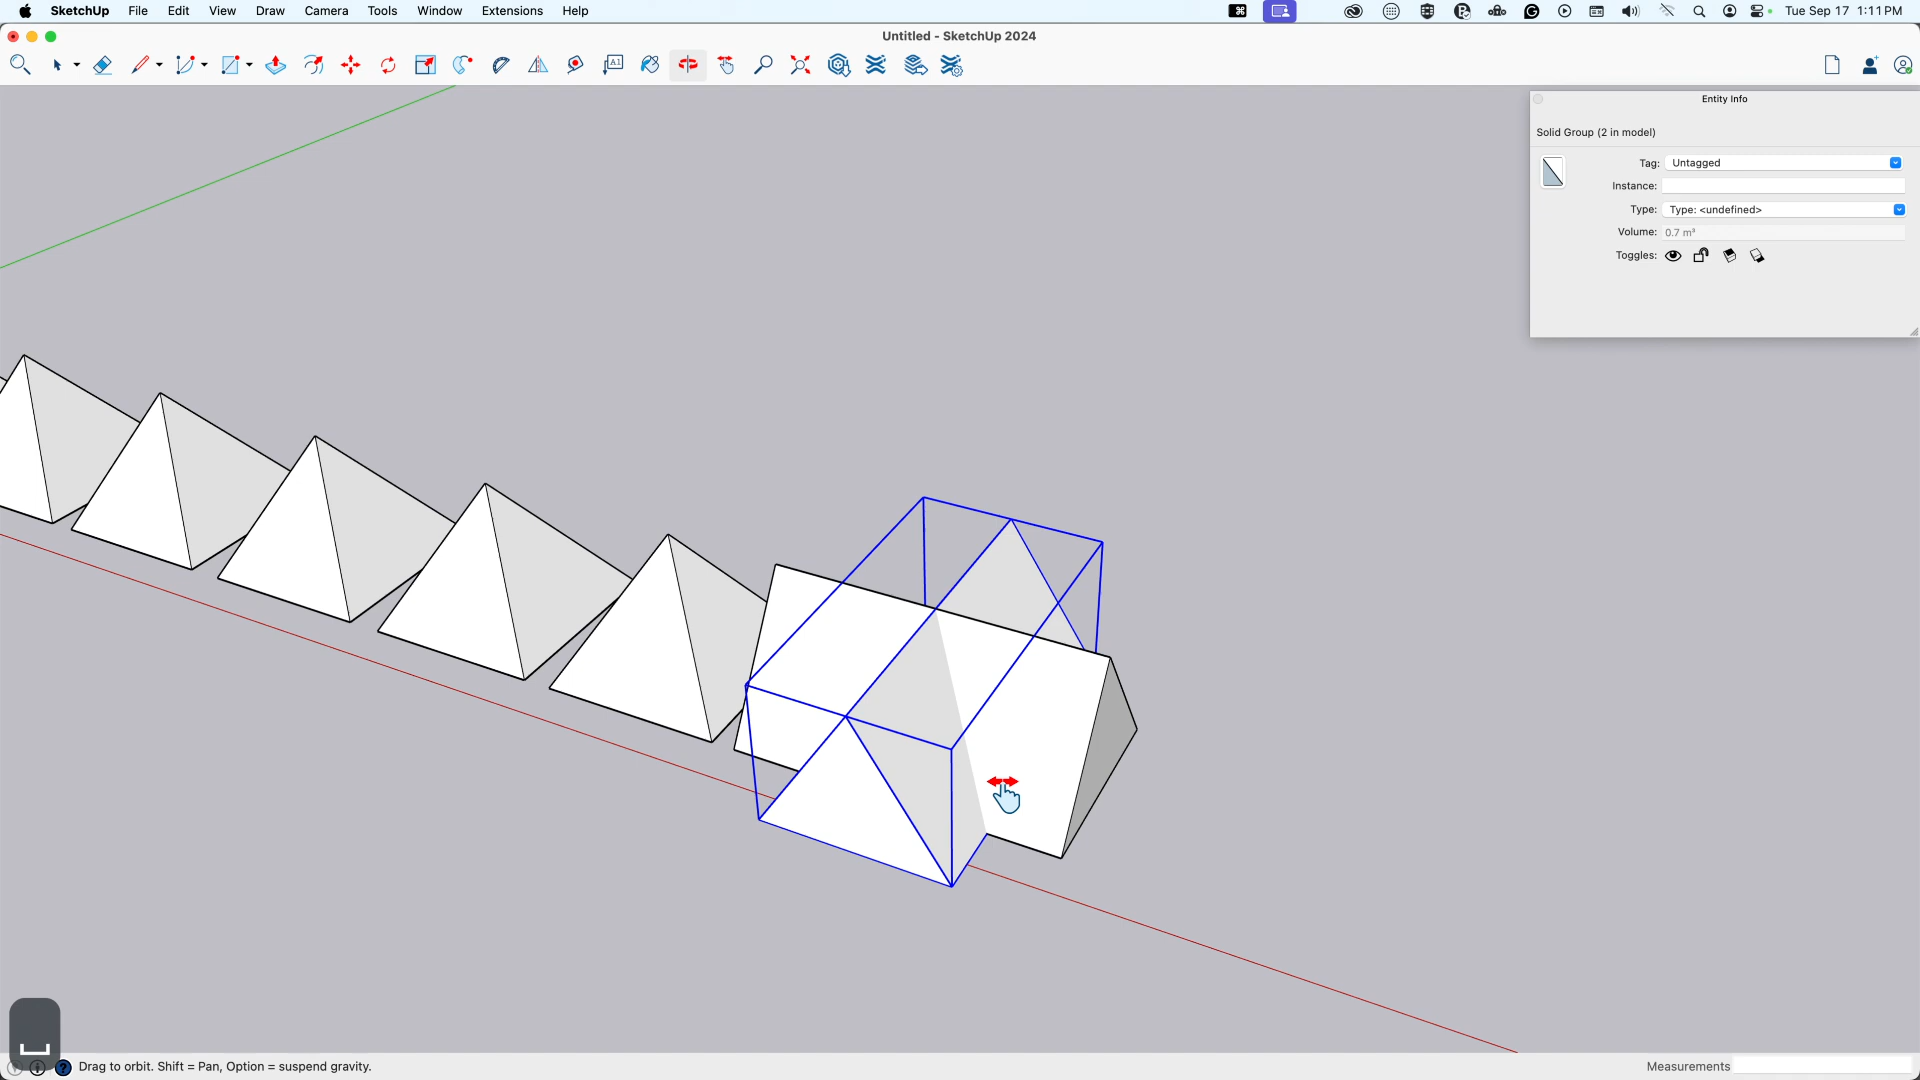 SketchUp File Edit View Draw Camera Tools Window Extensions Help Tue Sep 17 1:11 PM
Untitled - SketchUp 2024
Entity Info
Solid Group (2 in model)
Tag: Untagged
Instance:
Type: Type: <undefined>
Volume: 0.7 m³
Toggles:
Drag to orbit. Shift = Pan, Option = suspend gravity.
Measurements